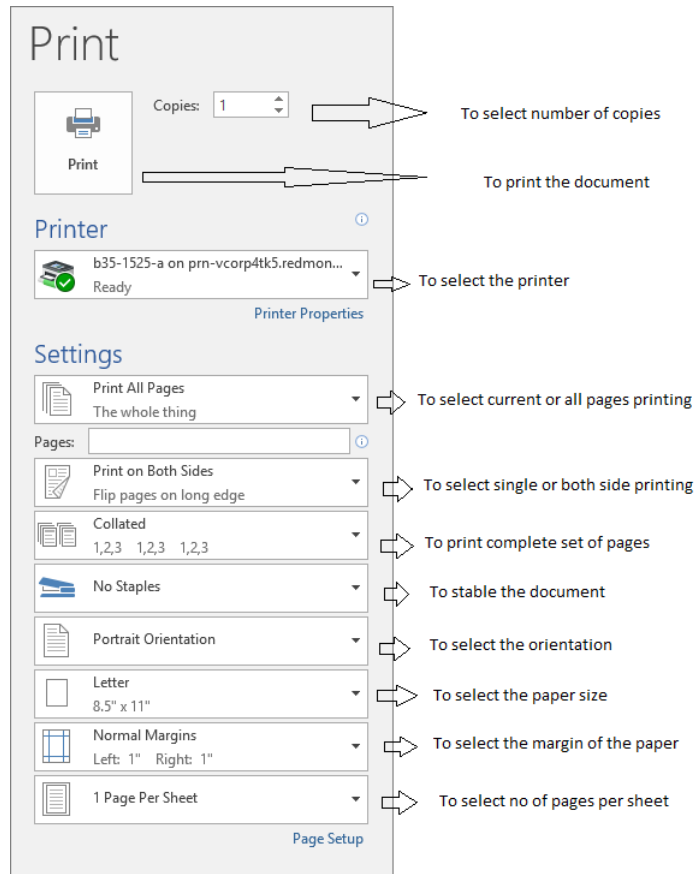 Print
Copies: 1
To select number of copies
Print
To print the document
Printer
b35-1525-a on prn-vcorp4tk5.redmon...
Ready
To select the printer
Printer Properties
Settings
Print All Pages
The whole thing
To select current or all pages printing
Pages:
Print on Both Sides
Flip pages on long edge
To select single or both side printing
Collated
1,2,3 1,2,3 1,2,3
To print complete set of pages
No Staples
To stable the document
Portrait Orientation
To select the orientation
Letter
8.5" x 11"
To select the paper size
Normal Margins
Left: 1" Right: 1"
To select the margin of the paper
1 Page Per Sheet
To select no of pages per sheet
Page Setup